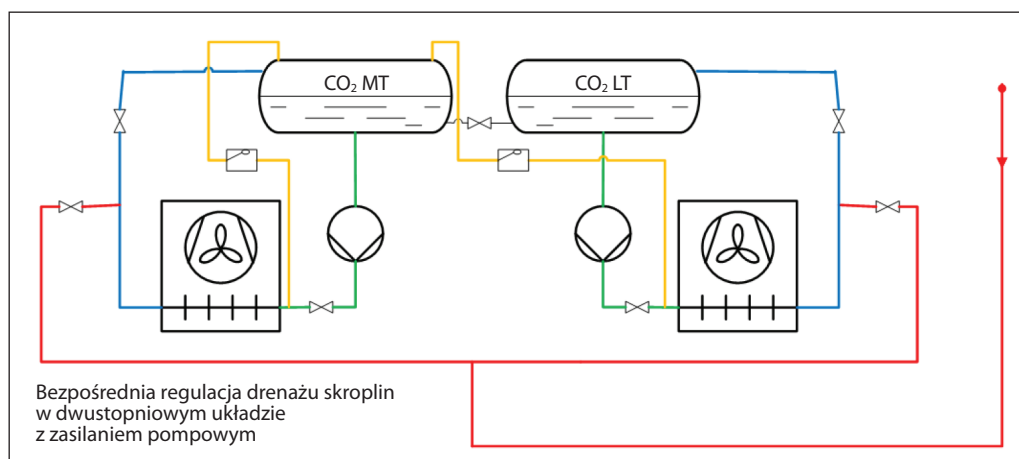 CO₂ MT
CO₂ LT
Bezpośrednia regulacja drenażu skroplin
w dwustopniowym układzie
z zasilaniem pompowym